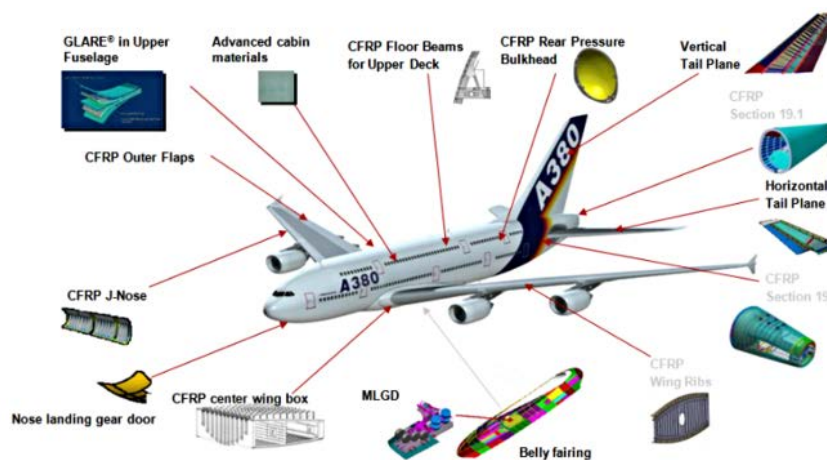 GLARE® in Upper
Fuselage
Advanced cabin
materials
CFRP Floor Beams
for Upper Deck
CFRP Rear Pressure
Bulkhead
Vertical
Tail Plane
CFRP
Section 19.1
CFRP Outer Flaps
Horizontal
Tail Plane
A380
A380
CFRP
Section 19
CFRP J-Nose
CFRP
Wing Ribs
Nose landing gear door
CFRP center wing box
MLGD
Belly fairing